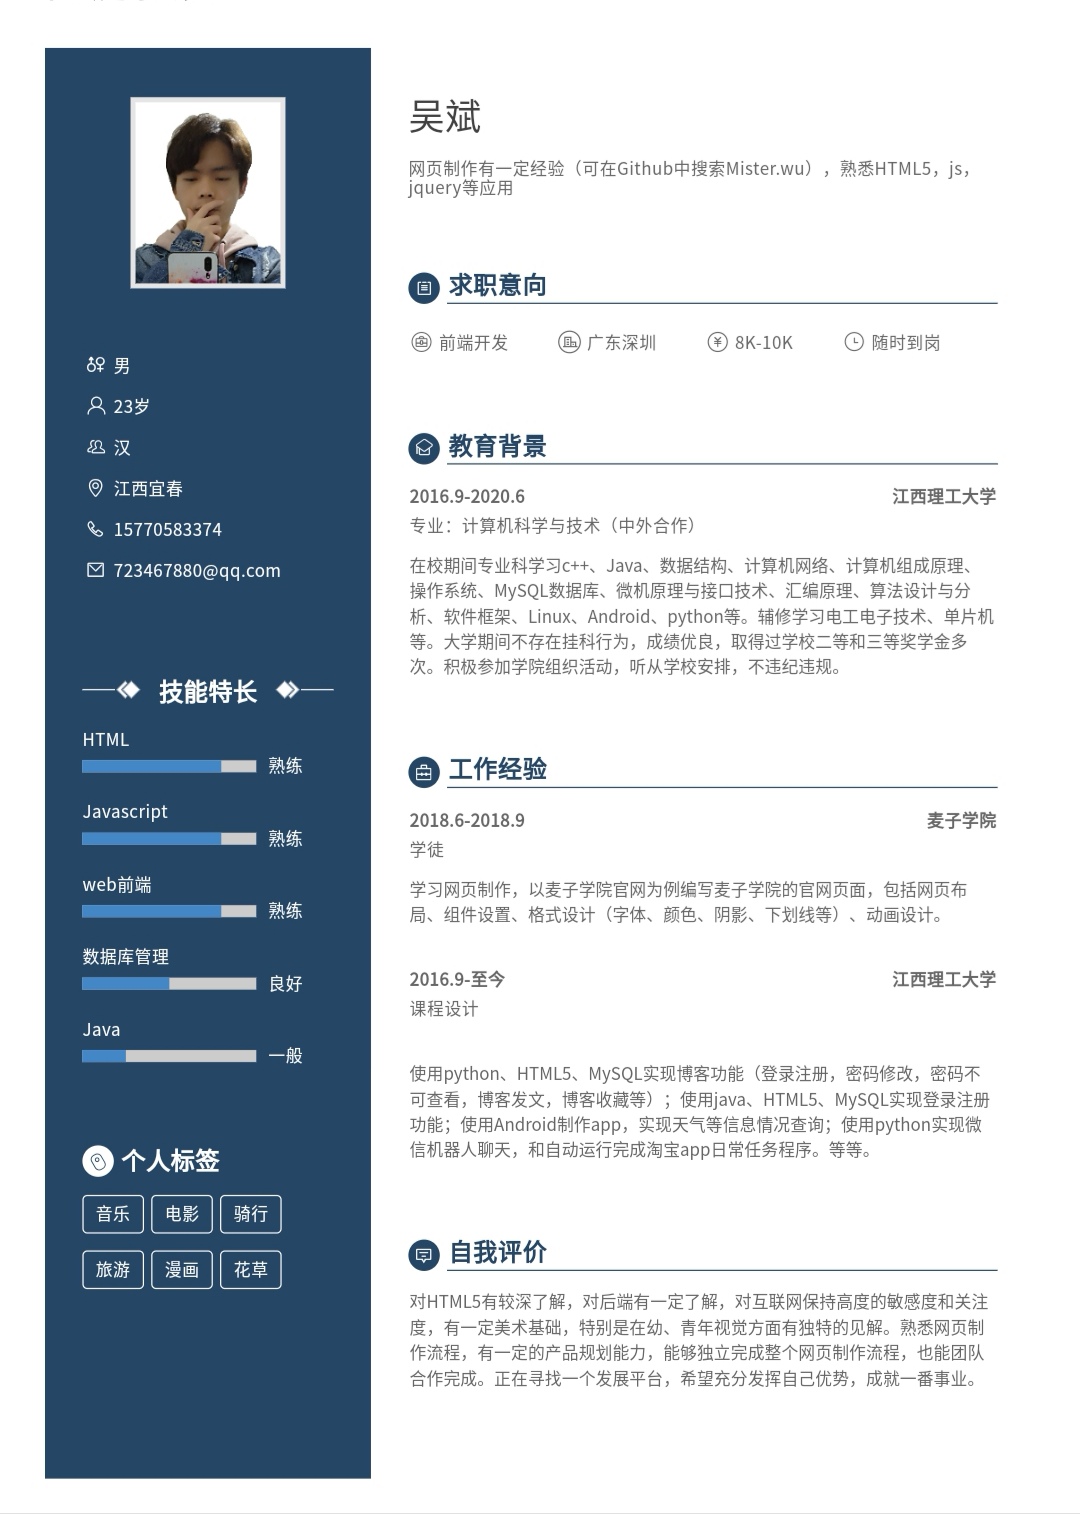 吴斌
网页制作有一定经验（可在Github中搜索Mister.wu），熟悉HTML5，js，
jquery等应用
男
23岁
汉
江西宜春
15770583374
723467880@qq.com
技能特长
HTML
熟练
Javascript
熟练
web前端
熟练
数据库管理
良好
Java
一般
个人标签
音乐 电影 骑行
旅游 漫画 花草
求职意向
前端开发 广东深圳 8K-10K 随时到岗
教育背景
2016.9-2020.6 江西理工大学
专业：计算机科学与技术（中外合作）
在校期间专业科学习c++、Java、数据结构、计算机网络、计算机组成原理、
操作系统、MySQL数据库、微机原理与接口技术、汇编原理、算法设计与分
析、软件框架、Linux、Android、python等。辅修学习电工电子技术、单片机
等。大学期间不存在挂科行为，成绩优良，取得过学校二等和三等奖学金多
次。积极参加学院组织活动，听从学校安排，不违纪违规。
工作经验
2018.6-2018.9 麦子学院
学徒
学习网页制作，以麦子学院官网为例编写麦子学院的官网页面，包括网页布
局、组件设置、格式设计（字体、颜色、阴影、下划线等）、动画设计。
2016.9-至今 江西理工大学
课程设计
使用python、HTML5、MySQL实现博客功能（登录注册，密码修改，密码不
可查看，博客发文，博客收藏等）；使用java、HTML5、MySQL实现登录注册
功能；使用Android制作app，实现天气等信息情况查询；使用python实现微
信机器人聊天，和自动运行完成淘宝app日常任务程序。等等。
自我评价
对HTML5有较深了解，对后端有一定了解，对互联网保持高度的敏感度和关注
度，有一定美术基础，特别是在幼、青年视觉方面有独特的见解。熟悉网页制
作流程，有一定的产品规划能力，能够独立完成整个网页制作流程，也能团队
合作完成。正在寻找一个发展平台，希望充分发挥自己优势，成就一番事业。